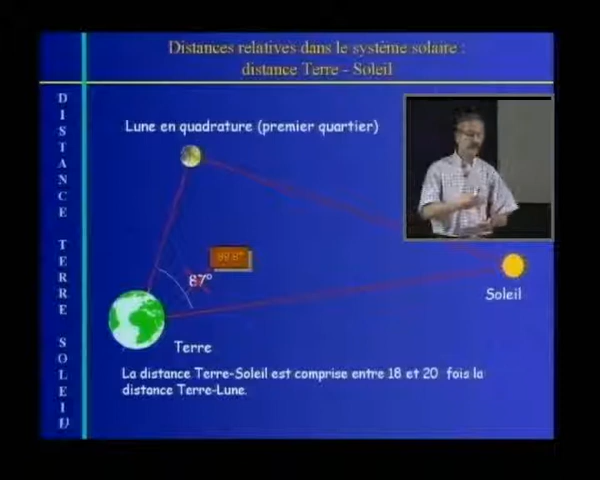 Distances relatives dans le système solaire :
distance Terre - Soleil
DISTANCE TERRE SOLEIL
Lune en quadrature (premier quartier)
87°
Soleil
Terre
La distance Terre-Soleil est comprise entre 18 et 20 fois la
distance Terre-Lune.